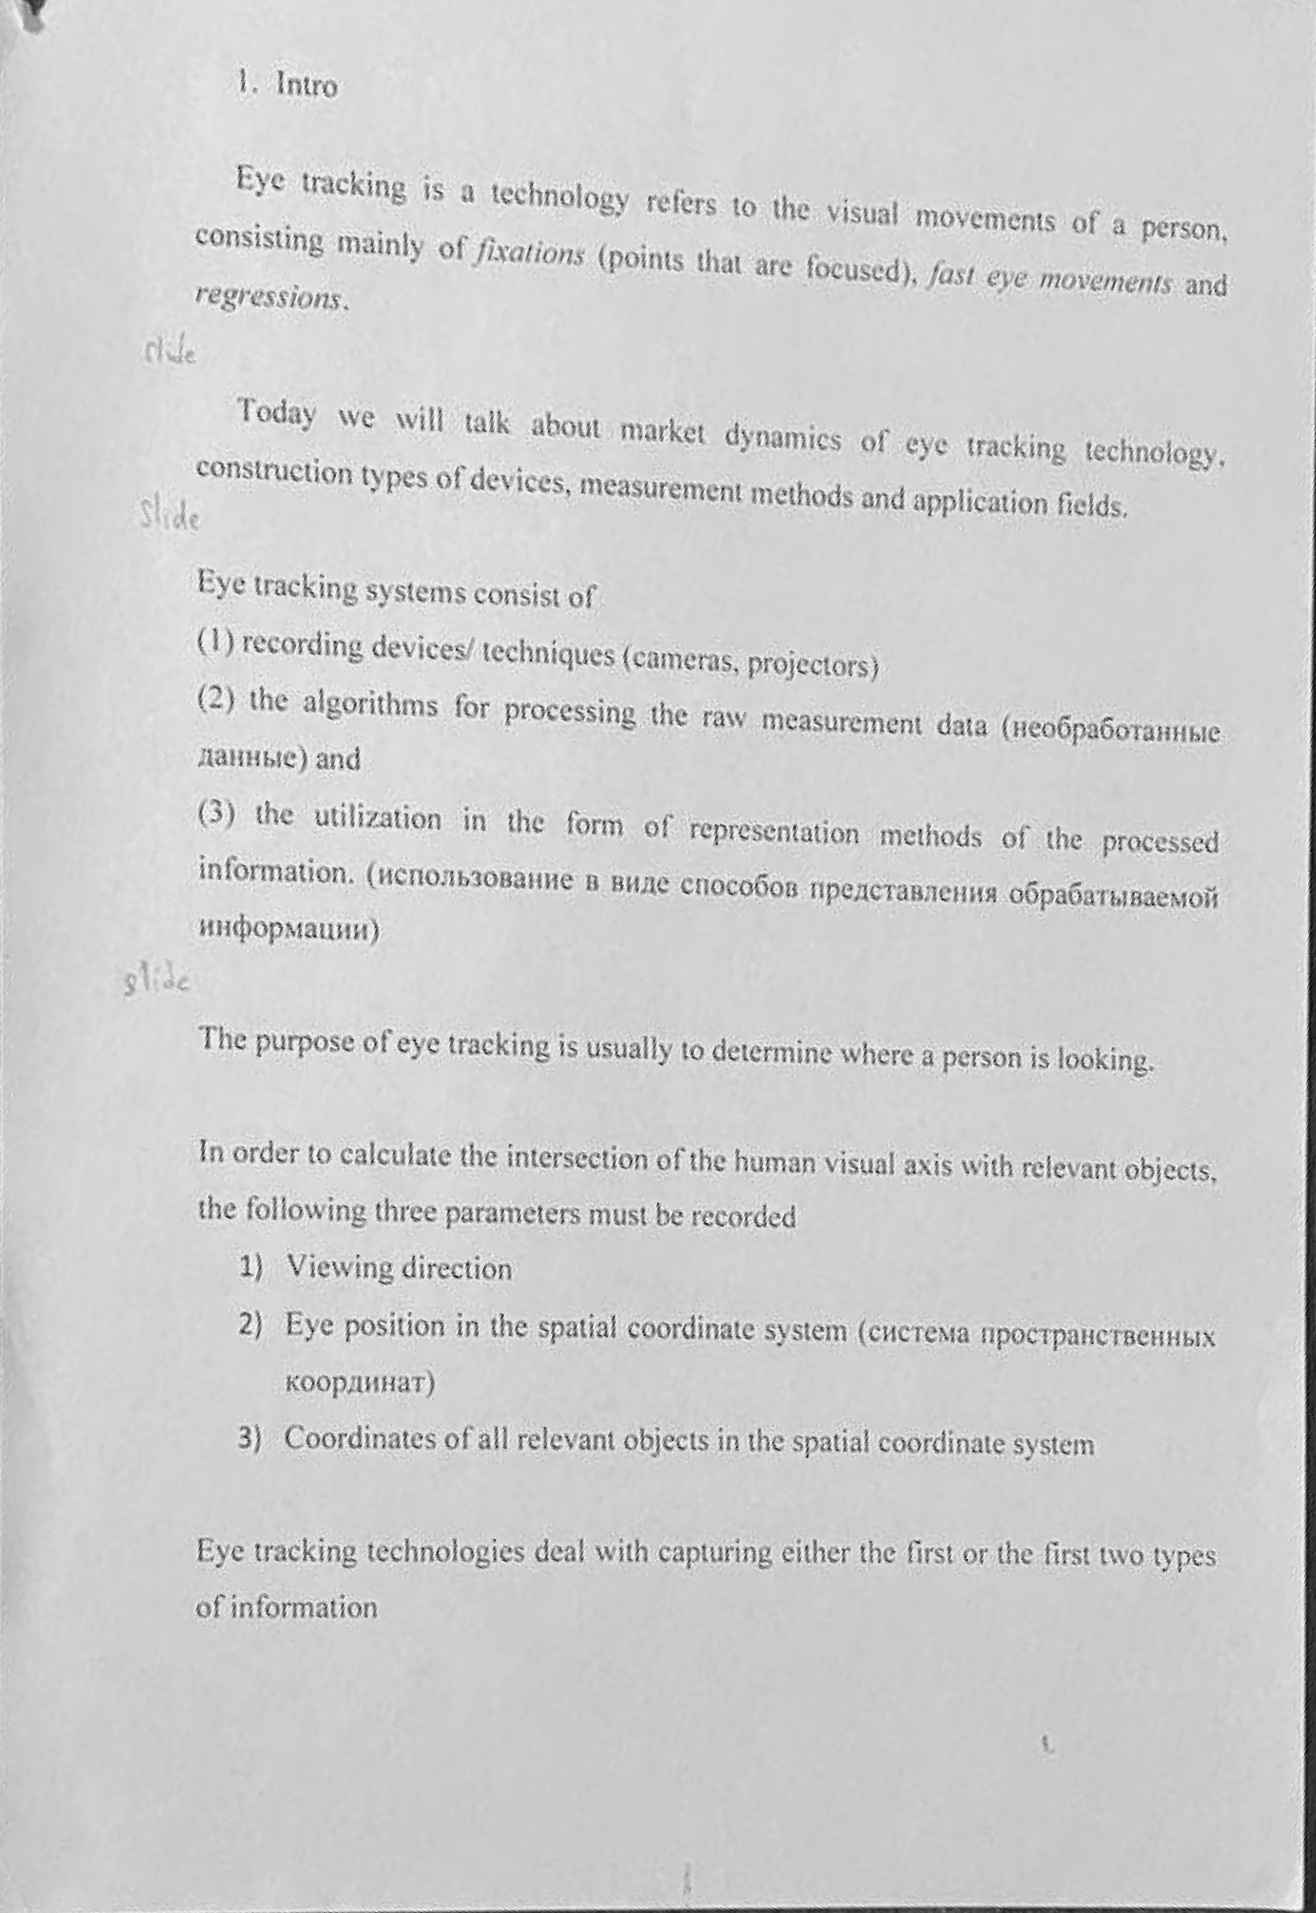 1. Intro
Eye tracking is a technology refers to the visual movements of a person,
consisting mainly of fixations (points that are focused), fast eye movements and
regressions.
slide
Today we will talk about market dynamics of eye tracking technology,
construction types of devices, measurement methods and application fields.
Slide
Eye tracking systems consist of
(1) recording devices/ techniques (cameras, projectors)
(2) the algorithms for processing the raw measurement data (необработанные
данные) and
(3) the utilization in the form of representation methods of the processed
information. (использование в виде способов представления обрабатываемой
информации)
slide
The purpose of eye tracking is usually to determine where a person is looking.
In order to calculate the intersection of the human visual axis with relevant objects,
the following three parameters must be recorded
1) Viewing direction
2) Eye position in the spatial coordinate system (система пространственных
координат)
3) Coordinates of all relevant objects in the spatial coordinate system
Eye tracking technologies deal with capturing either the first or the first two types
of information